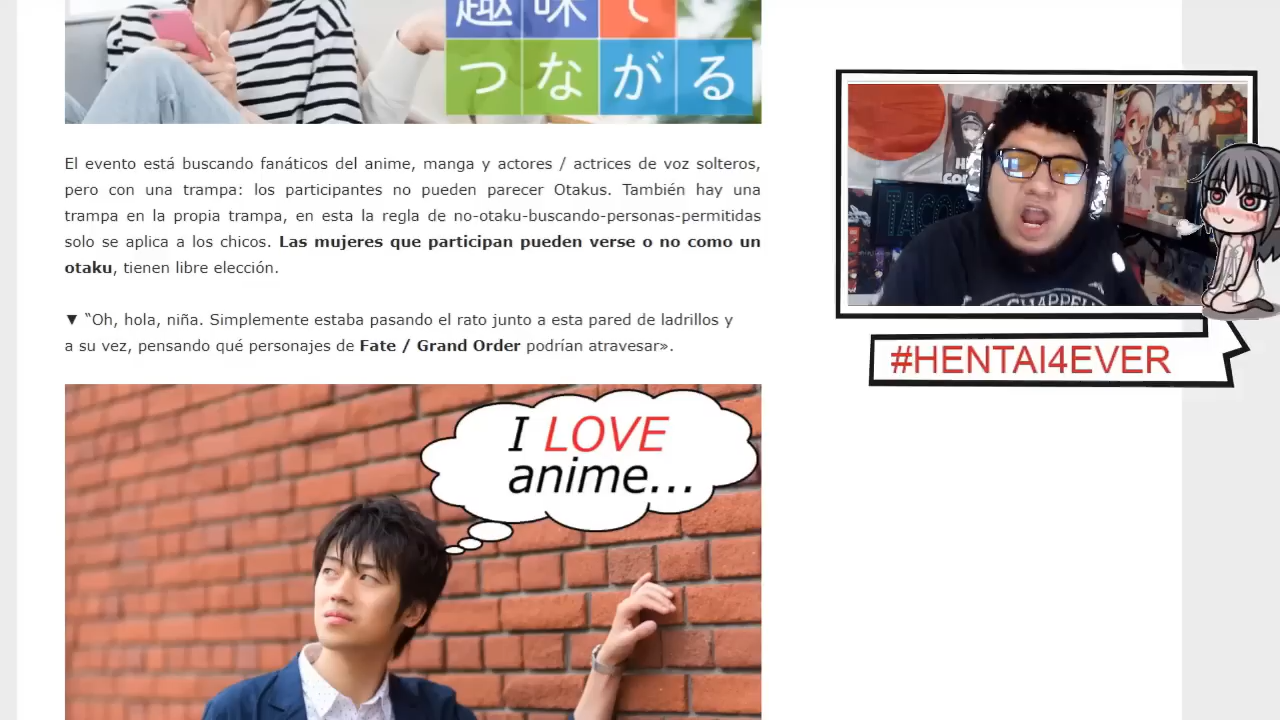 趣味で
つながる
El evento está buscando fanáticos del anime, manga y actores / actrices de voz solteros,
pero con una trampa: los participantes no pueden parecer Otakus. También hay una
trampa en la propia trampa, en esta la regla de no-otaku-buscando-personas-permitidas
solo se aplica a los chicos. Las mujeres que participan pueden verse o no como un
otaku, tienen libre elección.
▼ “Oh, hola, niña. Simplemente estaba pasando el rato junto a esta pared de ladrillos y
a su vez, pensando qué personajes de Fate / Grand Order podrían atravesar».
I LOVE
anime...
TACOS
#HENTAI4EVER